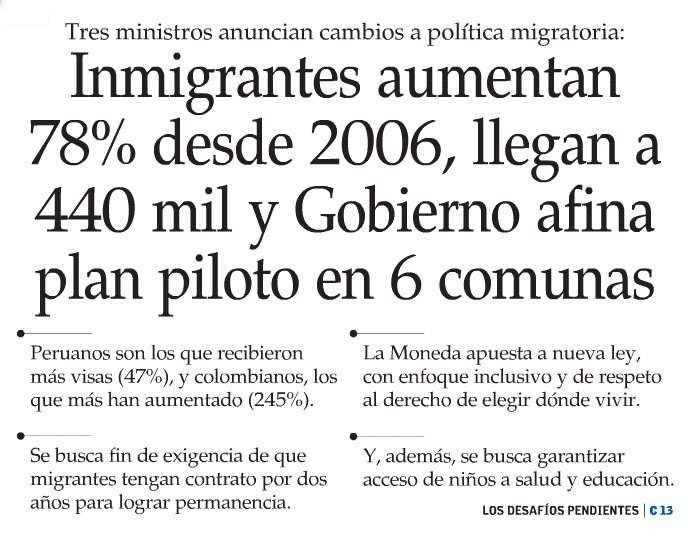 Tres ministros anuncian cambios a política migratoria:
Inmigrantes aumentan
78% desde 2006, llegan a
440 mil y Gobierno afina
plan piloto en 6 comunas
Peruanos son los que recibieron
más visas (47%), y colombianos, los
que más han aumentado (245%).
Se busca fin de exigencia de que
migrantes tengan contrato por dos
años para lograr permanencia.
La Moneda apuesta a nueva ley,
con enfoque inclusivo y de respeto
al derecho de elegir dónde vivir.
Y, además, se busca garantizar
acceso de niños a salud y educación.
LOS DESAFÍOS PENDIENTES | C 13